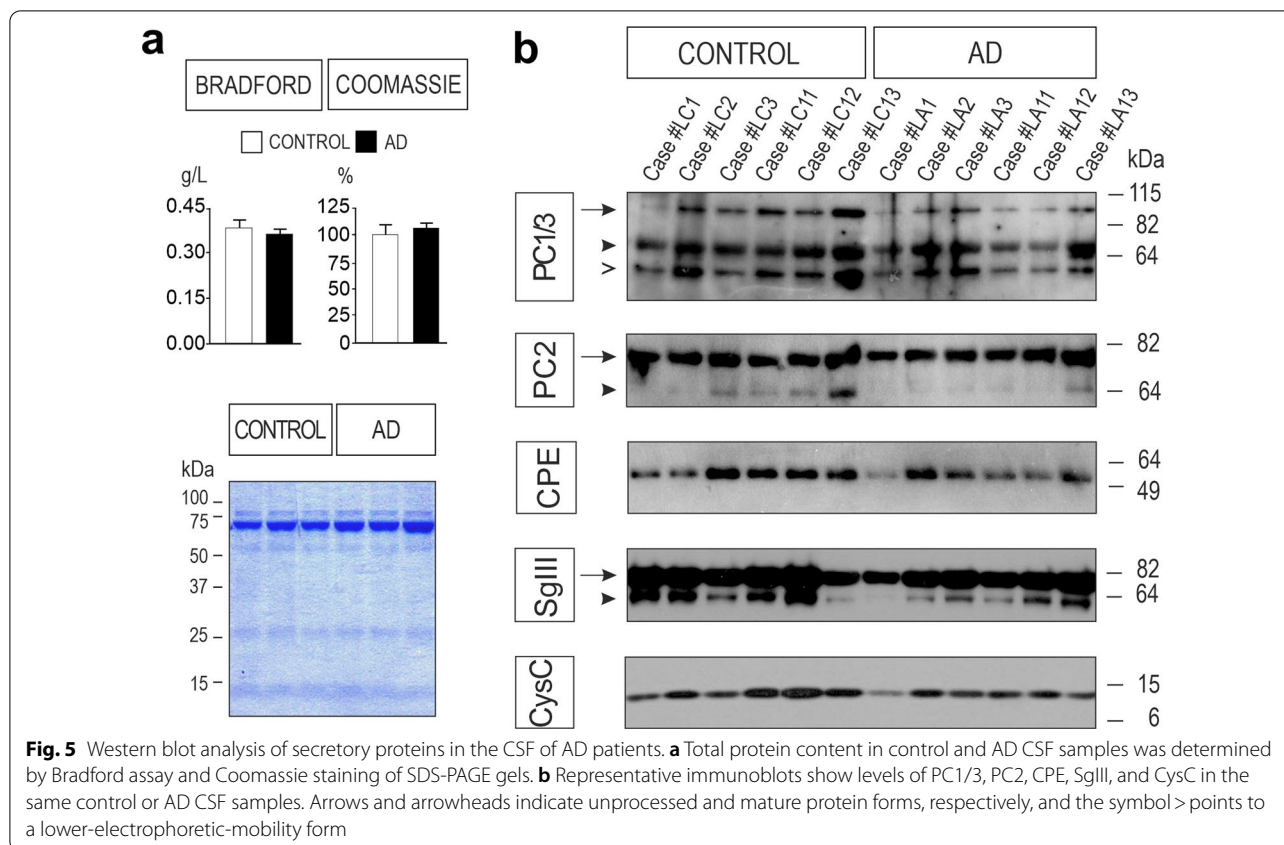 a
BRADFORD COOMASSIE
CONTROL AD
g/L
0.45
0.30
0.15
0.00
%
125
100
75
50
25
0
CONTROL AD
kDa
100
75
50
37
25
15
b
CONTROL AD
Case #LC1
Case #LC2
Case #LC3
Case #LC11
Case #LC12
Case #LC13
Case #LA1
Case #LA2
Case #LA3
Case #LA11
Case #LA12
Case #LA13
kDa
PC1/3
>
115
82
64
PC2
82
64
CPE
64
49
SgIII
82
64
CysC
15
6
Fig. 5 Western blot analysis of secretory proteins in the CSF of AD patients. a Total protein content in control and AD CSF samples was determined
by Bradford assay and Coomassie staining of SDS-PAGE gels. b Representative immunoblots show levels of PC1/3, PC2, CPE, SgIII, and CysC in the
same control or AD CSF samples. Arrows and arrowheads indicate unprocessed and mature protein forms, respectively, and the symbol > points to
a lower-electrophoretic-mobility form